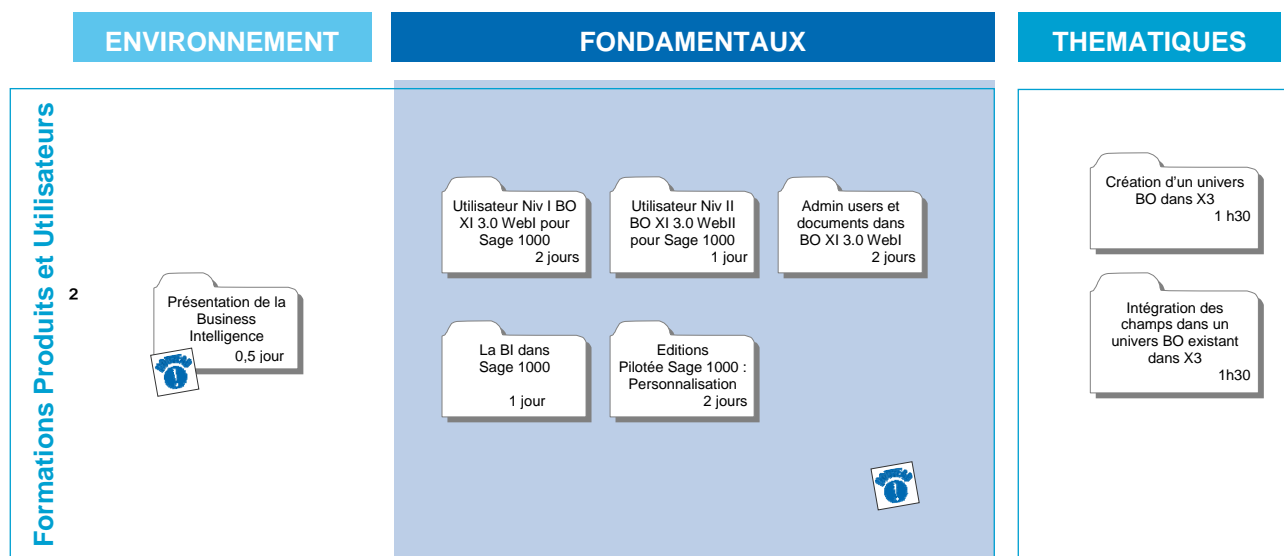 ENVIRONNEMENT
FONDAMENTAUX
THEMATIQUES
Formations Produits et Utilisateurs
2
Présentation de la
Business
Intelligence
0,5 jour
Utilisateur Niv I BO
XI 3.0 WebI pour
Sage 1000
2 jours
Utilisateur Niv II
BO XI 3.0 WebII
pour Sage 1000
1 jour
Admin users et
documents dans
BO XI 3.0 WebI
2 jours
La BI dans
Sage 1000
1 jour
Editions
Pilotée Sage 1000 :
Personnalisation
2 jours
Création d'un univers
BO dans X3
1 h30
Intégration des
champs dans un
univers BO existant
dans X3
1h30